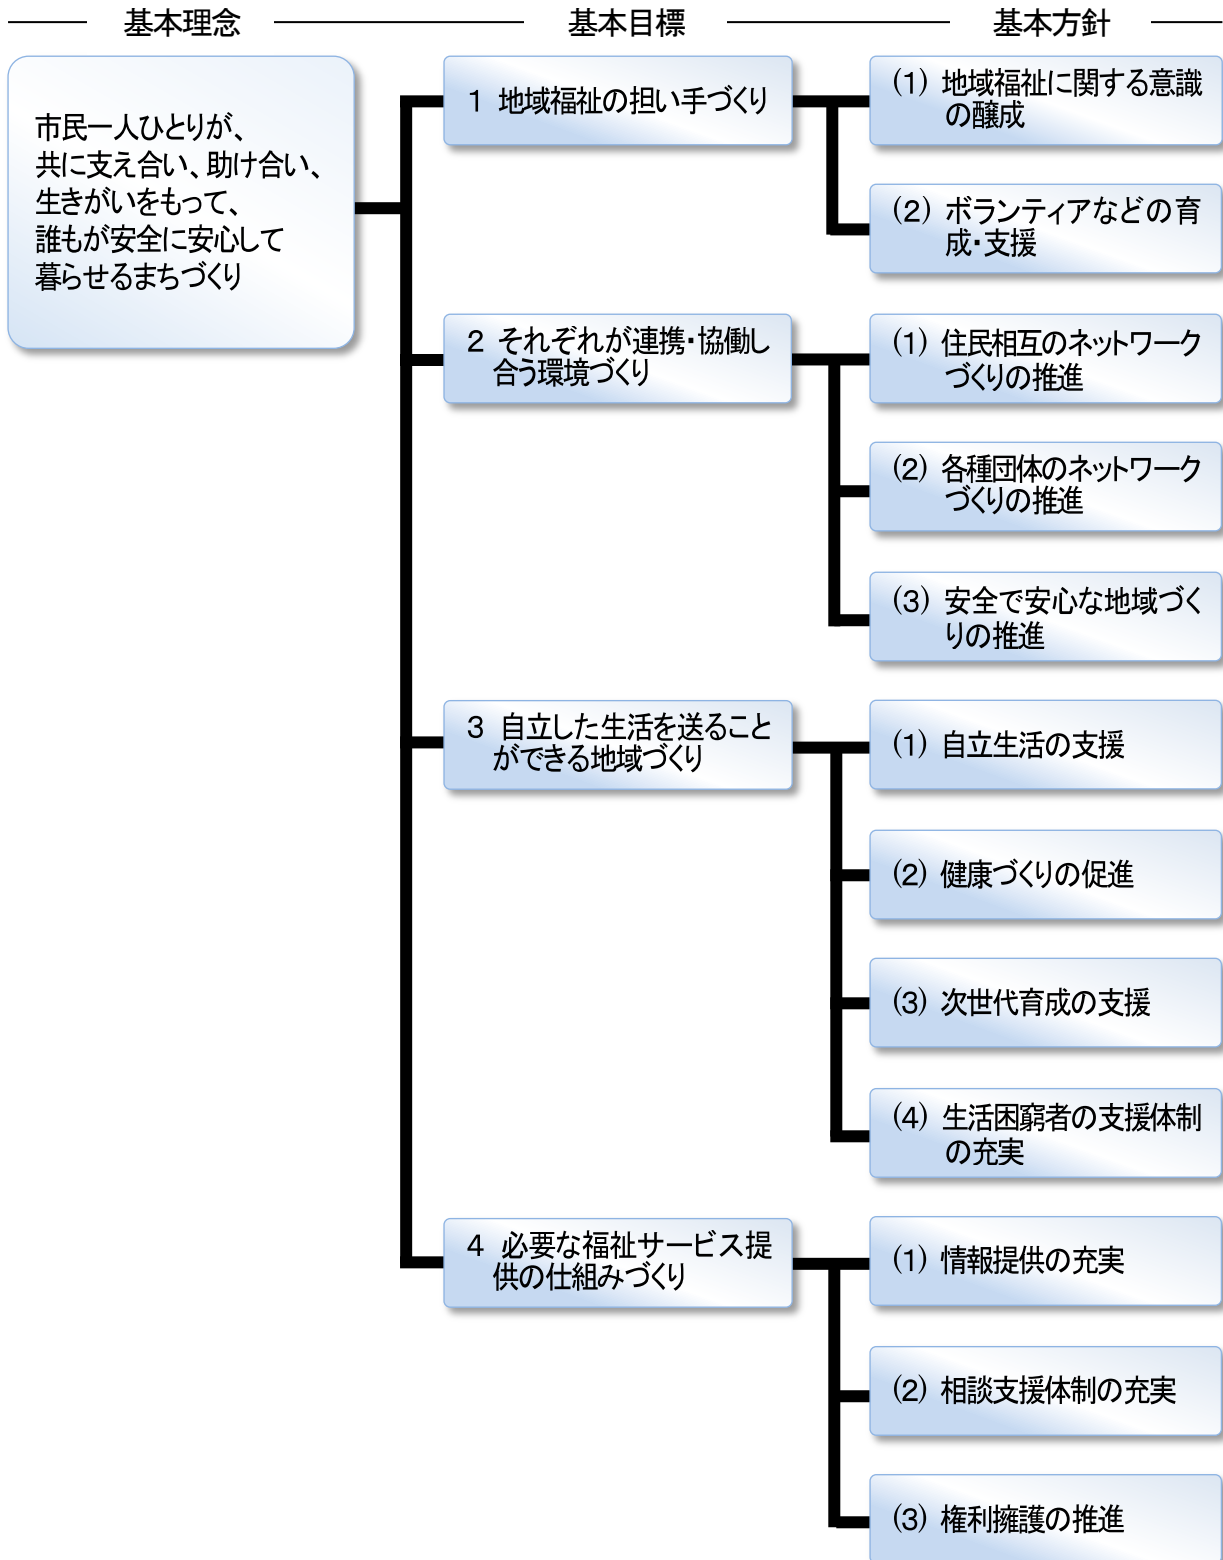 基本理念
基本目標
基本方針
市民一人ひとりが、
共に支え合い、助け合い、
生きがいをもって、
誰もが安全に安心して
暮らせるまちづくり
1 地域福祉の担い手づくり
(1) 地域福祉に関する意識
の醸成
(2) ボランティアなどの育
成・支援
2 それぞれが連携・協働し
合う環境づくり
(1) 住民相互のネットワーク
づくりの推進
(2) 各種団体のネットワーク
づくりの推進
(3) 安全で安心な地域づく
りの推進
3 自立した生活を送ること
ができる地域づくり
(1) 自立生活の支援
(2) 健康づくりの促進
(3) 次世代育成の支援
(4) 生活困窮者の支援体制
の充実
4 必要な福祉サービス提
供の仕組みづくり
(1) 情報提供の充実
(2) 相談支援体制の充実
(3) 権利擁護の推進